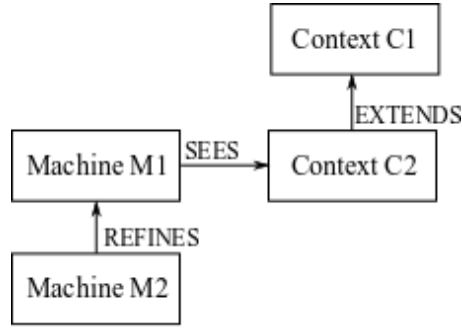 Context C1
EXTENDS
Machine M1
SEES
Context C2
REFINES
Machine M2